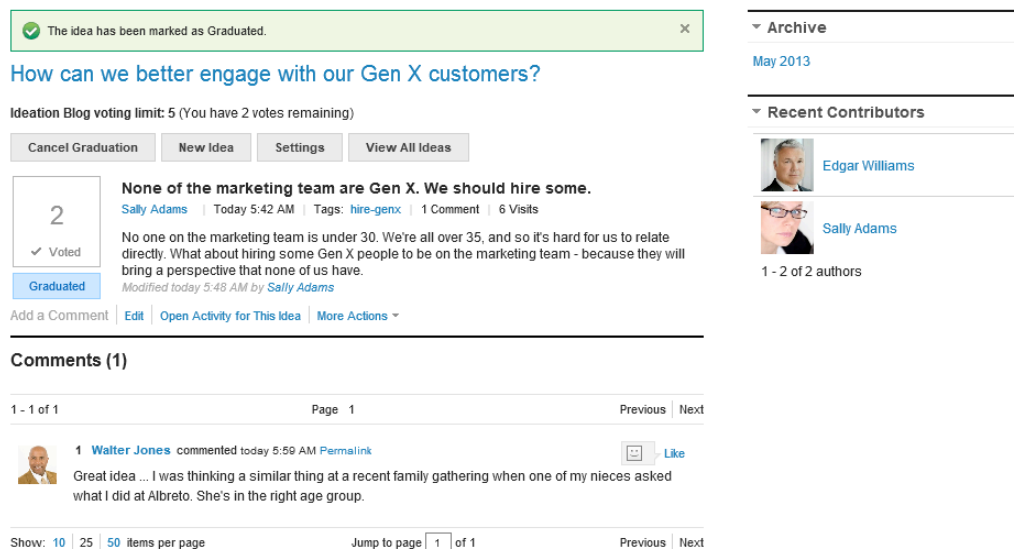 The idea has been marked as Graduated.
How can we better engage with our Gen X customers?
Ideation Blog voting limit: 5 (You have 2 votes remaining)
Cancel Graduation New Idea Settings View All Ideas
2
Voted
Graduated
None of the marketing team are Gen X. We should hire some.
Sally Adams | Today 5:42 AM | Tags: hire-genx | 1 Comment | 6 Visits
No one on the marketing team is under 30. We're all over 35, and so it's hard for us to relate
directly. What about hiring some Gen X people to be on the marketing team - because they will
bring a perspective that none of us have.
Modified today 5:48 AM by Sally Adams
Add a Comment | Edit | Open Activity for This Idea | More Actions
Comments (1)
1 - 1 of 1 Page 1 Previous | Next
1 Walter Jones commented today 5:59 AM Permalink
Like
Great idea ... I was thinking a similar thing at a recent family gathering when one of my nieces asked
what I did at Albreto. She's in the right age group.
Show: 10 | 25 | 50 items per page Jump to page 1 of 1 Previous | Next
Archive
May 2013
Recent Contributors
Edgar Williams
Sally Adams
1 - 2 of 2 authors